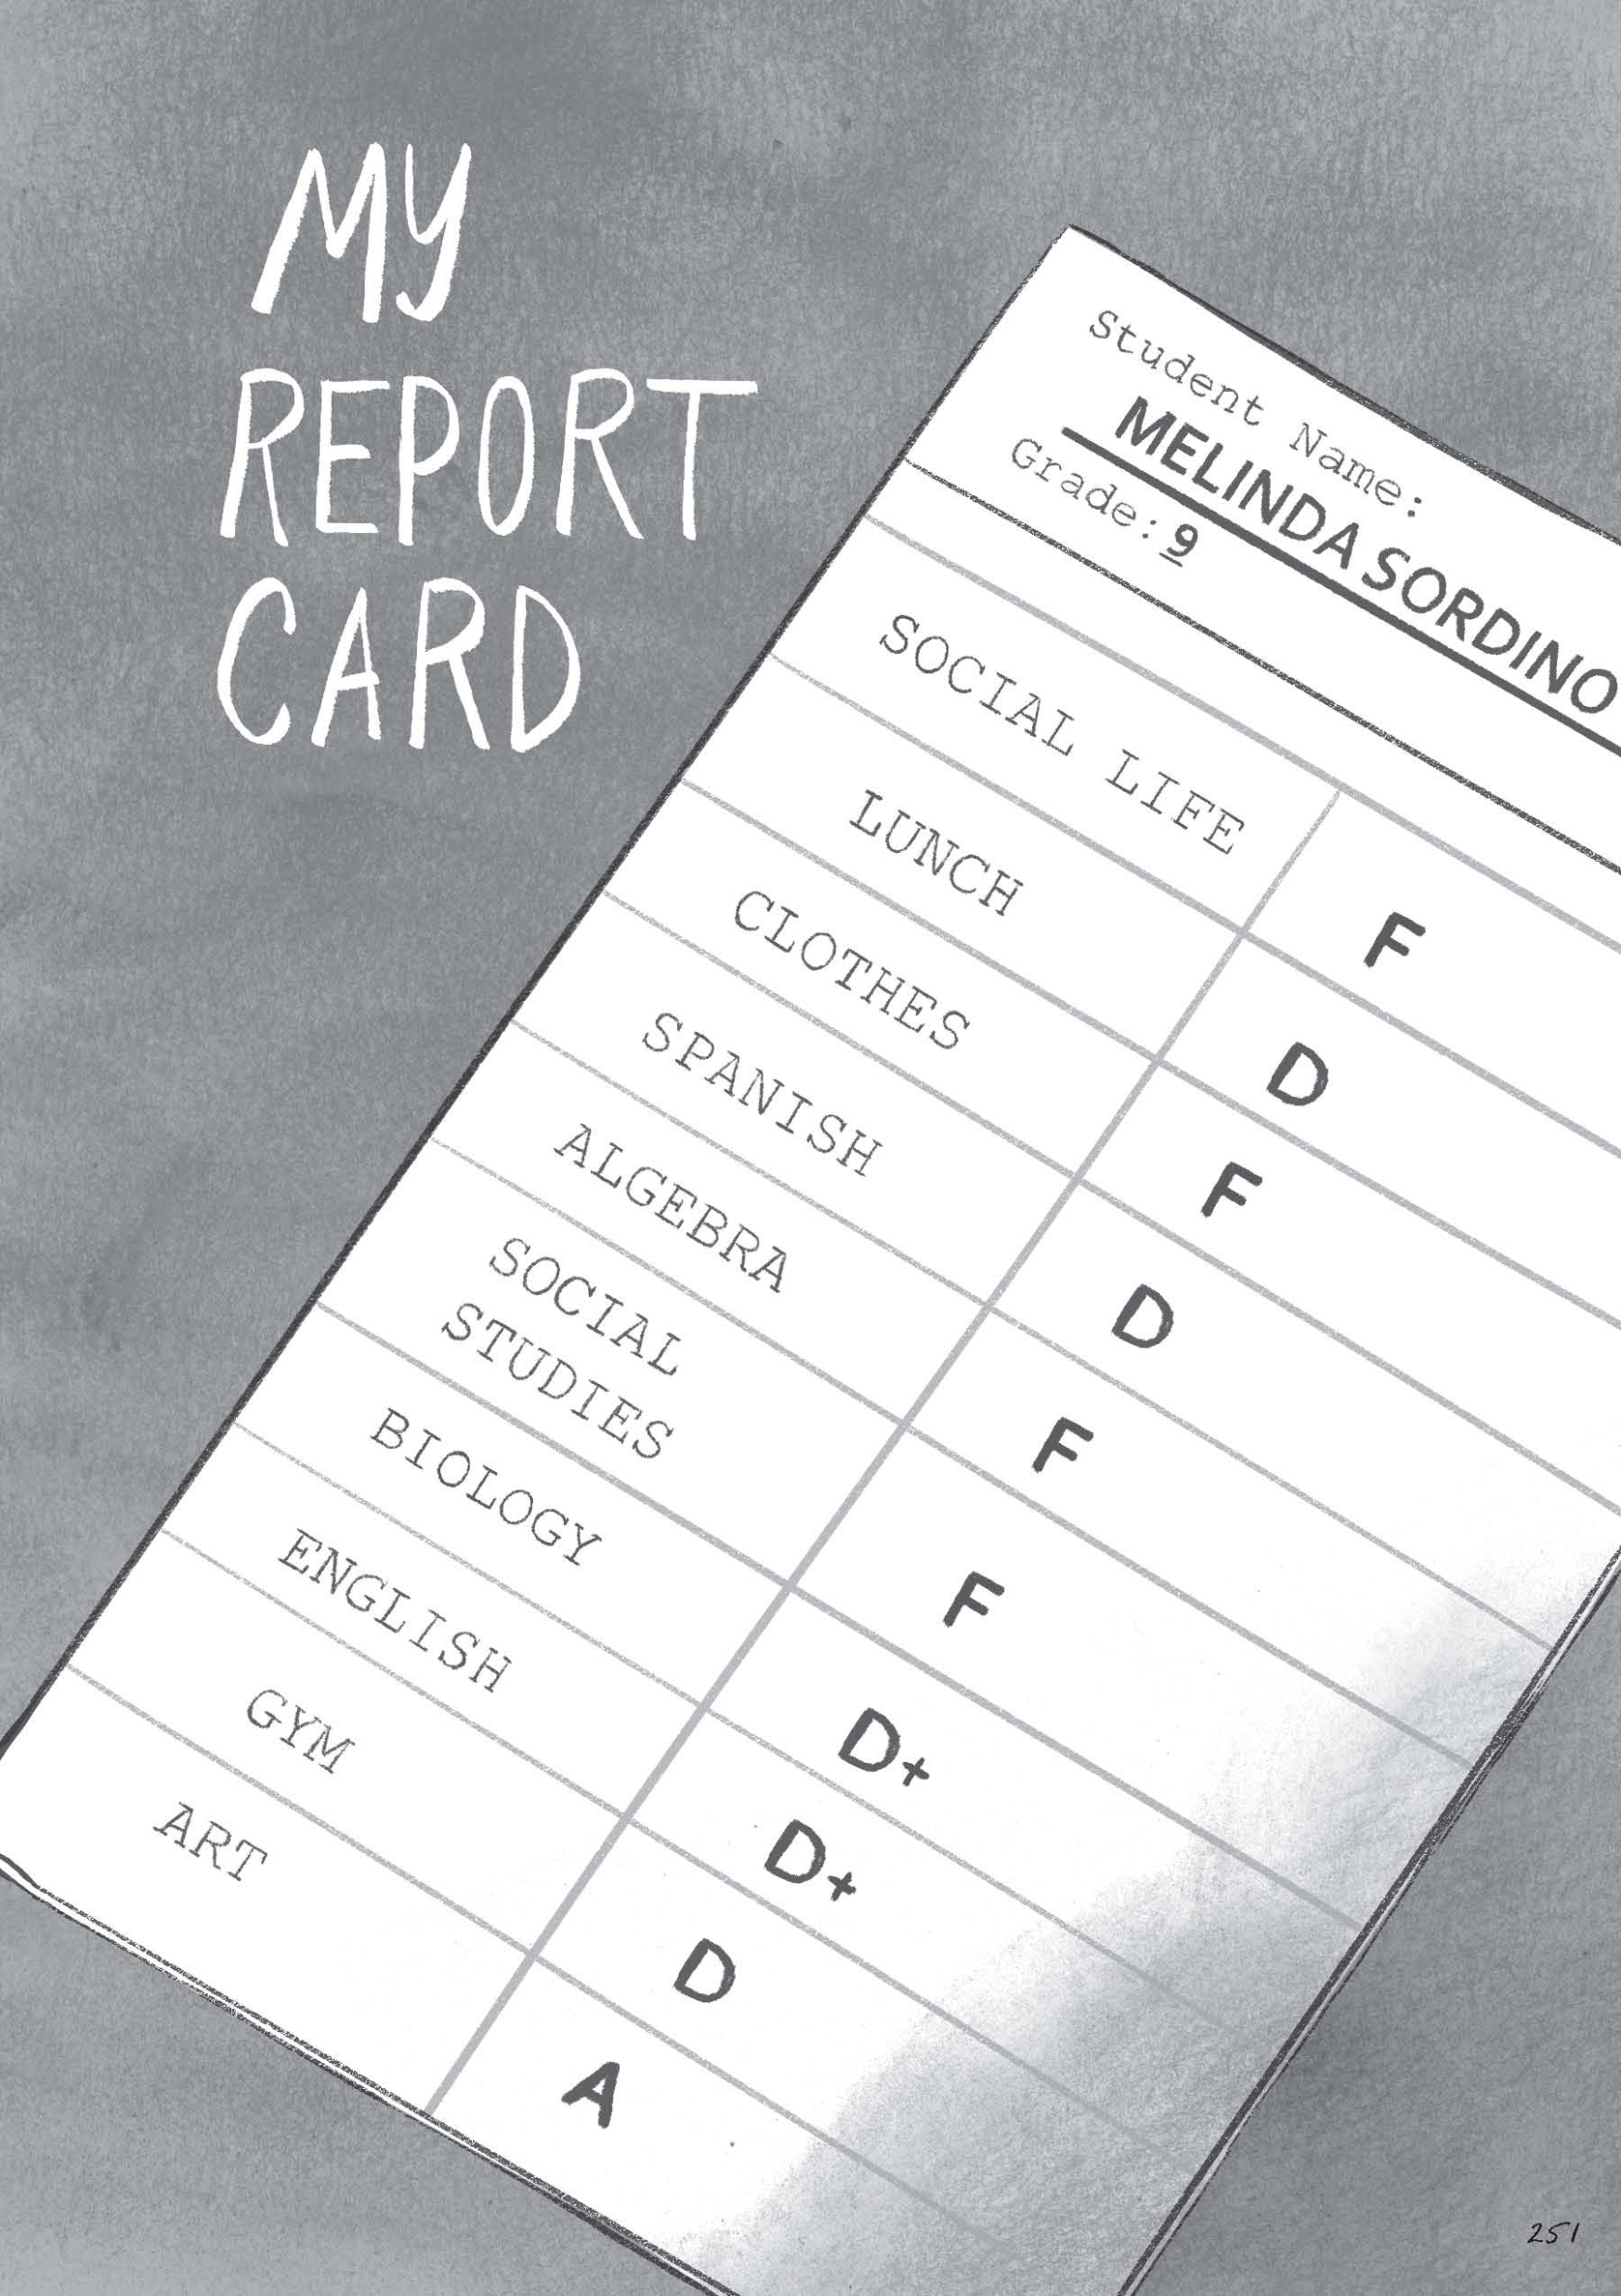 MY
REPORT
CARD
Student Name:
MELINDA SORDINO
Grade: 9
SOCIAL LIFE F
LUNCH D
CLOTHES F
SPANISH D
ALGEBRA F
SOCIAL
STUDIES F
BIOLOGY D+
ENGLISH D+
GYM D
ART A
251